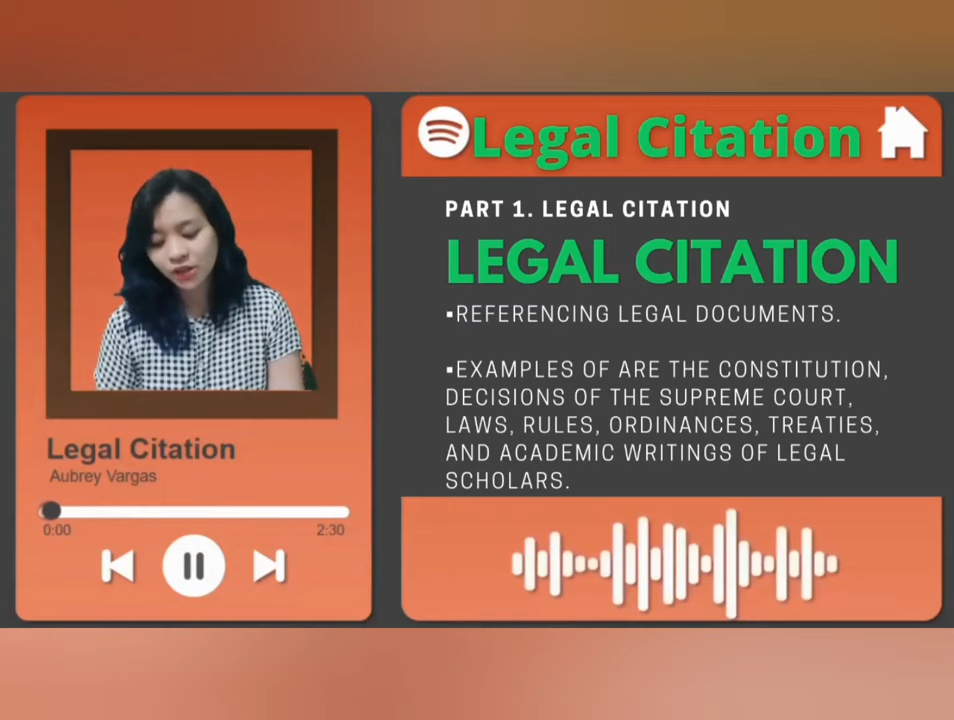 Legal Citation
Aubrey Vargas
0:00
2:30
Legal Citation
PART 1. LEGAL CITATION
LEGAL CITATION
▪REFERENCING LEGAL DOCUMENTS.
▪EXAMPLES OF ARE THE CONSTITUTION,
DECISIONS OF THE SUPREME COURT,
LAWS, RULES, ORDINANCES, TREATIES,
AND ACADEMIC WRITINGS OF LEGAL
SCHOLARS.